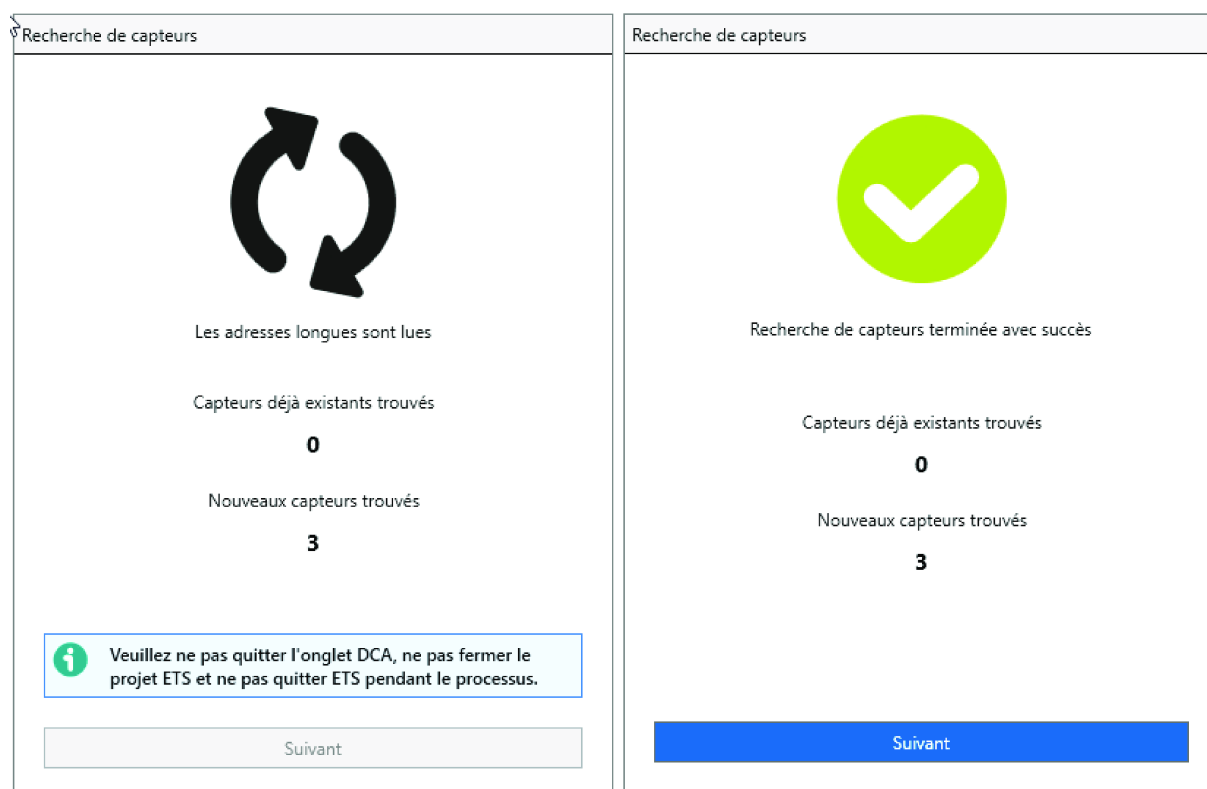 Recherche de capteurs
Les adresses longues sont lues
Capteurs déjà existants trouvés
0
Nouveaux capteurs trouvés
3
Veuillez ne pas quitter l'onglet DCA, ne pas fermer le
projet ETS et ne pas quitter ETS pendant le processus.
Suivant
Recherche de capteurs
Recherche de capteurs terminée avec succès
Capteurs déjà existants trouvés
0
Nouveaux capteurs trouvés
3
Suivant